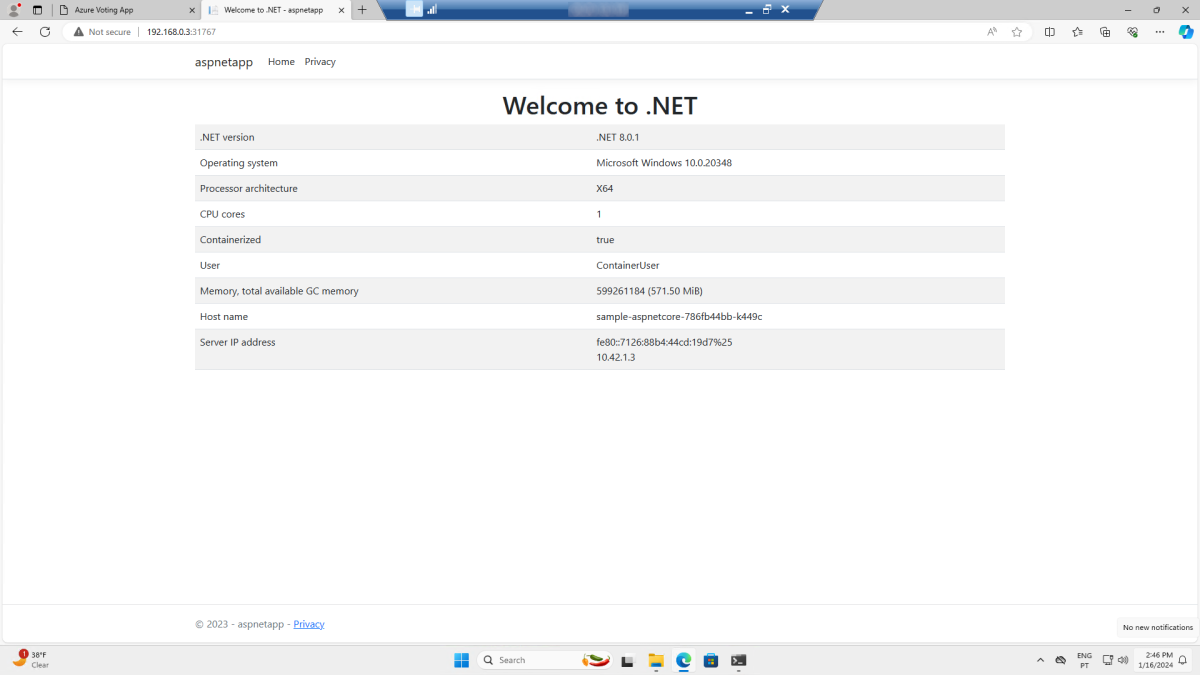 Azure Voting App
Welcome to .NET - aspnetapp
Not secure
192.168.0.3:31767
aspnetapp Home Privacy
Welcome to .NET
.NET version .NET 8.0.1
Operating system Microsoft Windows 10.0.20348
Processor architecture X64
CPU cores 1
Containerized true
User ContainerUser
Memory, total available GC memory 599261184 (571.50 MiB)
Host name sample-aspnetcore-786fb44bb-k449c
Server IP address fe80::7126:88b4:44cd:19d7%25
10.42.1.3
© 2023 - aspnetapp - Privacy
No new notifications
1
38°F
Clear
Search
ENG
PT
2:46 PM
1/16/2024